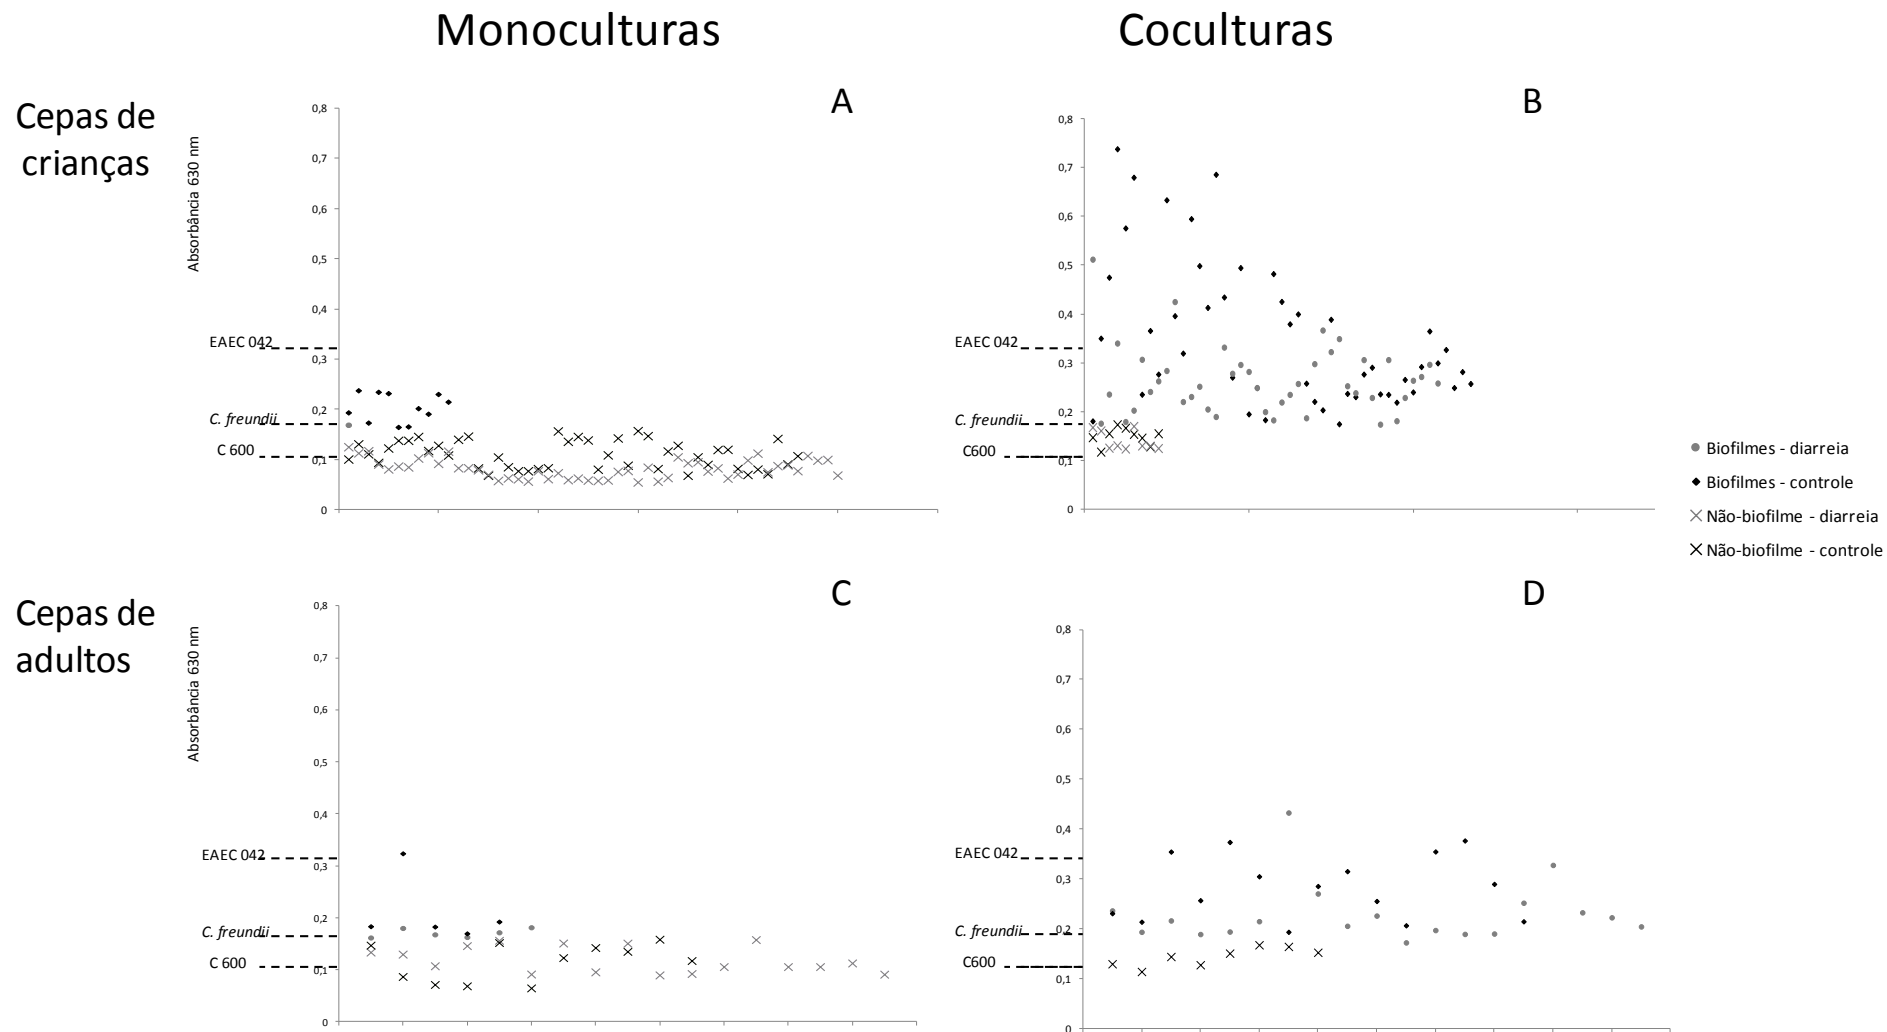 Monoculturas
Coculturas
Cepas de
crianças
Absorbância 630 nm
A
0,8
0,7
0,6
0,5
0,4
0,3
0,2
0,1
0
EAEC 042
C. freundii
C 600
B
0,8
0,7
0,6
0,5
0,4
0,3
0,2
0,1
0
EAEC 042
C. freundii
C600
Biofilmes - diarreia
Biofilmes - controle
Não-biofilme - diarreia
Não-biofilme - controle
Cepas de
adultos
Absorbância 630 nm
C
0,8
0,7
0,6
0,5
0,4
0,3
0,2
0,1
0
EAEC 042
C. freundii
C 600
D
0,8
0,7
0,6
0,5
0,4
0,3
0,2
0,1
0
EAEC 042
C. freundii
C600